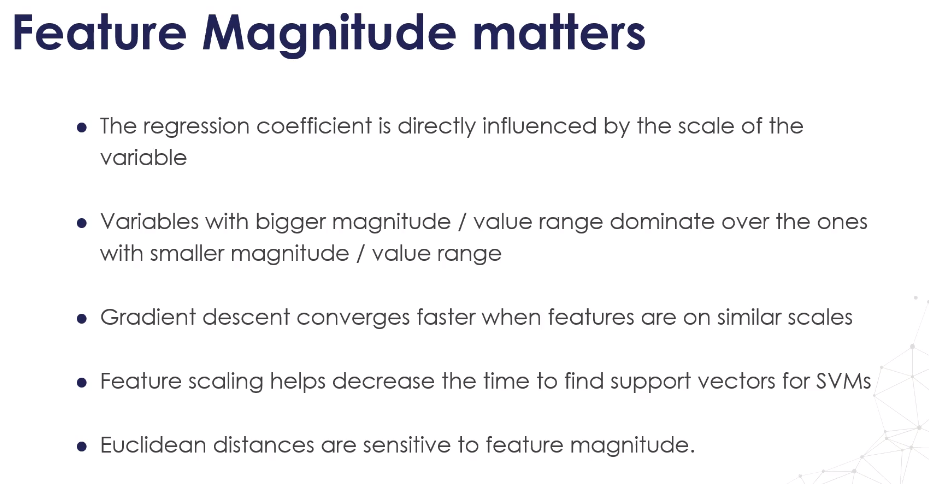 Feature Magnitude matters
● The regression coefficient is directly influenced by the scale of the
variable
● Variables with bigger magnitude / value range dominate over the ones
with smaller magnitude / value range
● Gradient descent converges faster when features are on similar scales
● Feature scaling helps decrease the time to find support vectors for SVMs
● Euclidean distances are sensitive to feature magnitude.